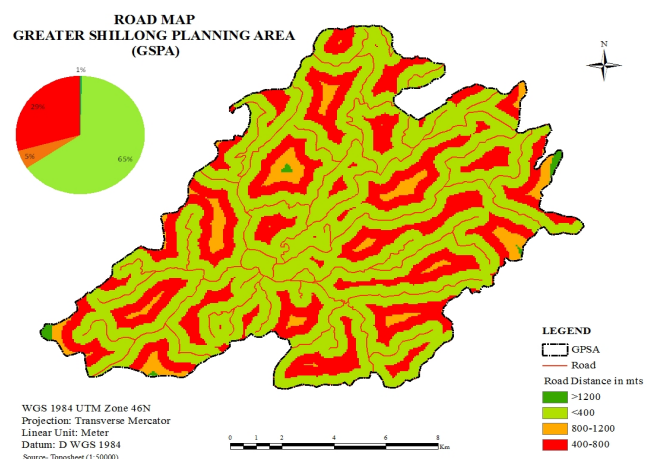 ROAD MAP
GREATER SHILLONG PLANNING AREA
(GSPA)
N
1%
29%
5%
65%
LEGEND
GPSA
Road
Road Distance in mts
>1200
<400
800-1200
400-800
WGS 1984 UTM Zone 46N
Projection: Transverse Mercator
Linear Unit: Meter
Datum: D WGS 1984
Source- Toposheet (1:50000)
0 1 2 4 6 8
Km